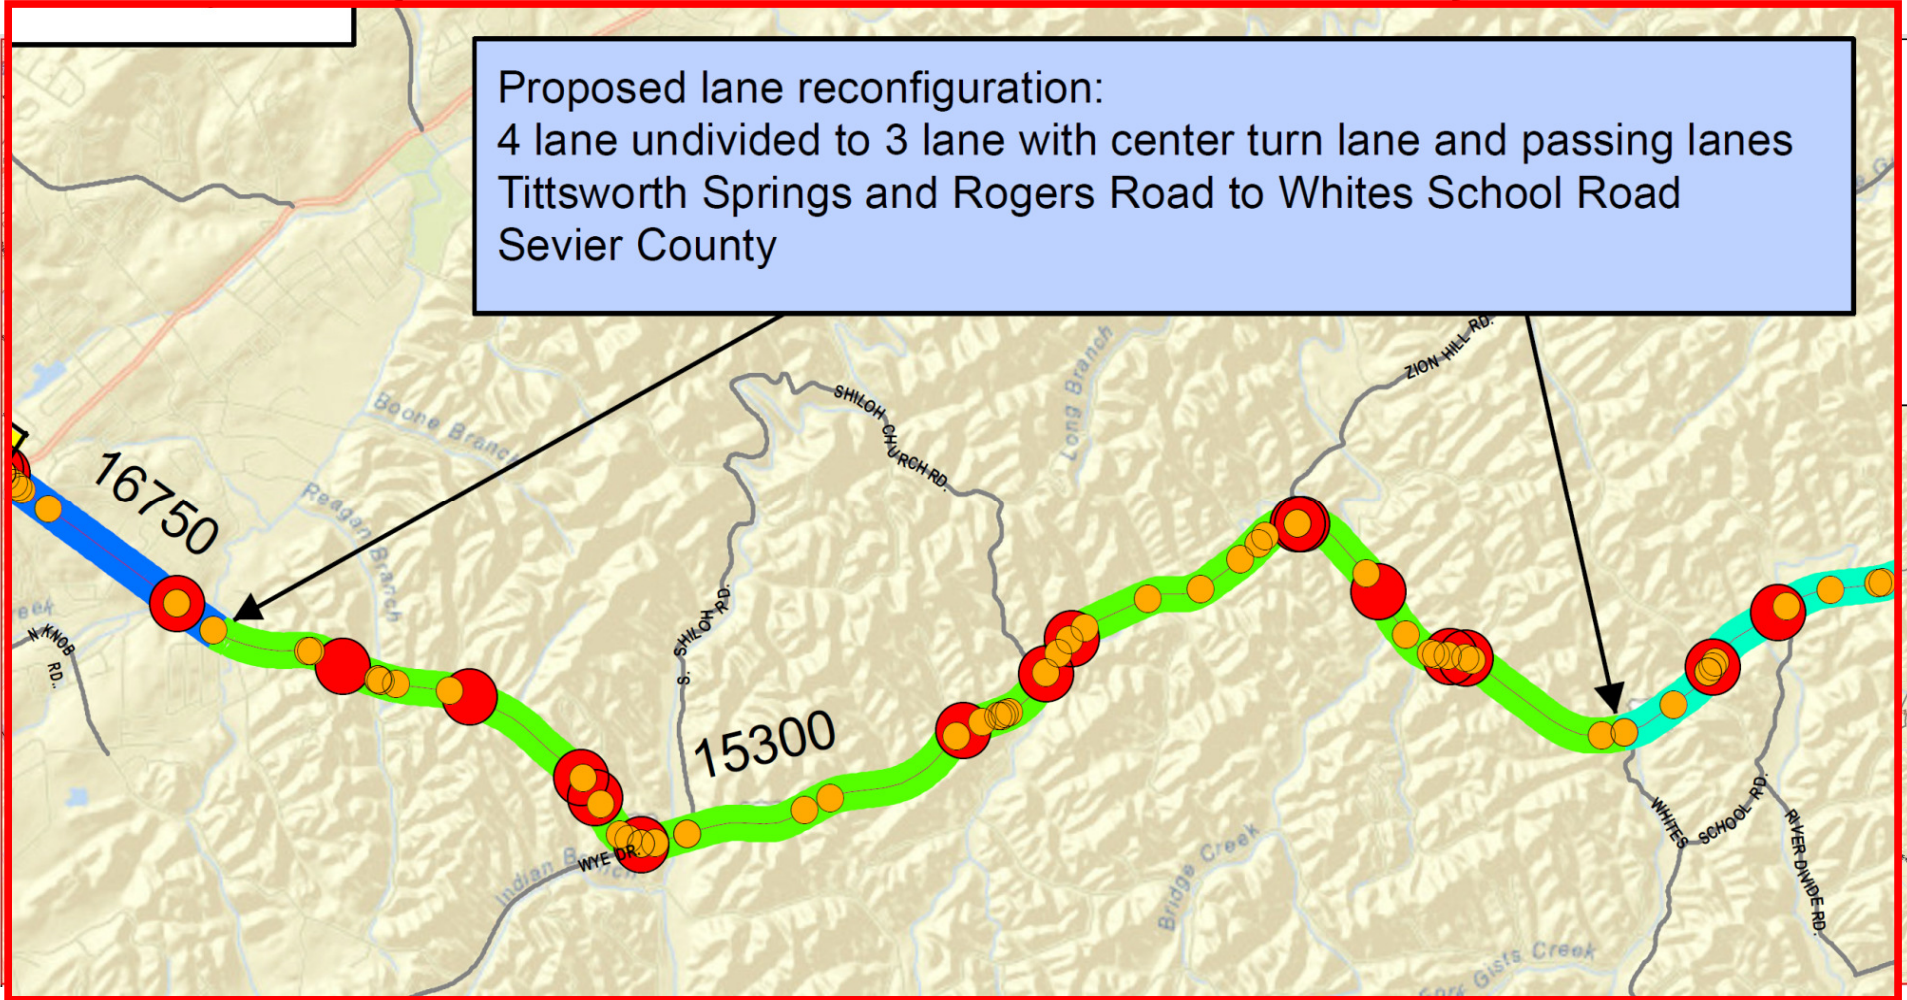 Proposed lane reconfiguration:
4 lane undivided to 3 lane with center turn lane and passing lanes
Tittsworth Springs and Rogers Road to Whites School Road
Sevier County
ZION HILL RD.
Long Branch
SHILOH CHURCH RD.
Boone Branch
16750
Reagan Branch
N KNOB RD..
S. SHILOH RD.
15300
WYE DR.
Indian Branch
Bridge Creek
WHITES SCHOOL RD.
RIVER DIVIDE RD.
Gists Creek